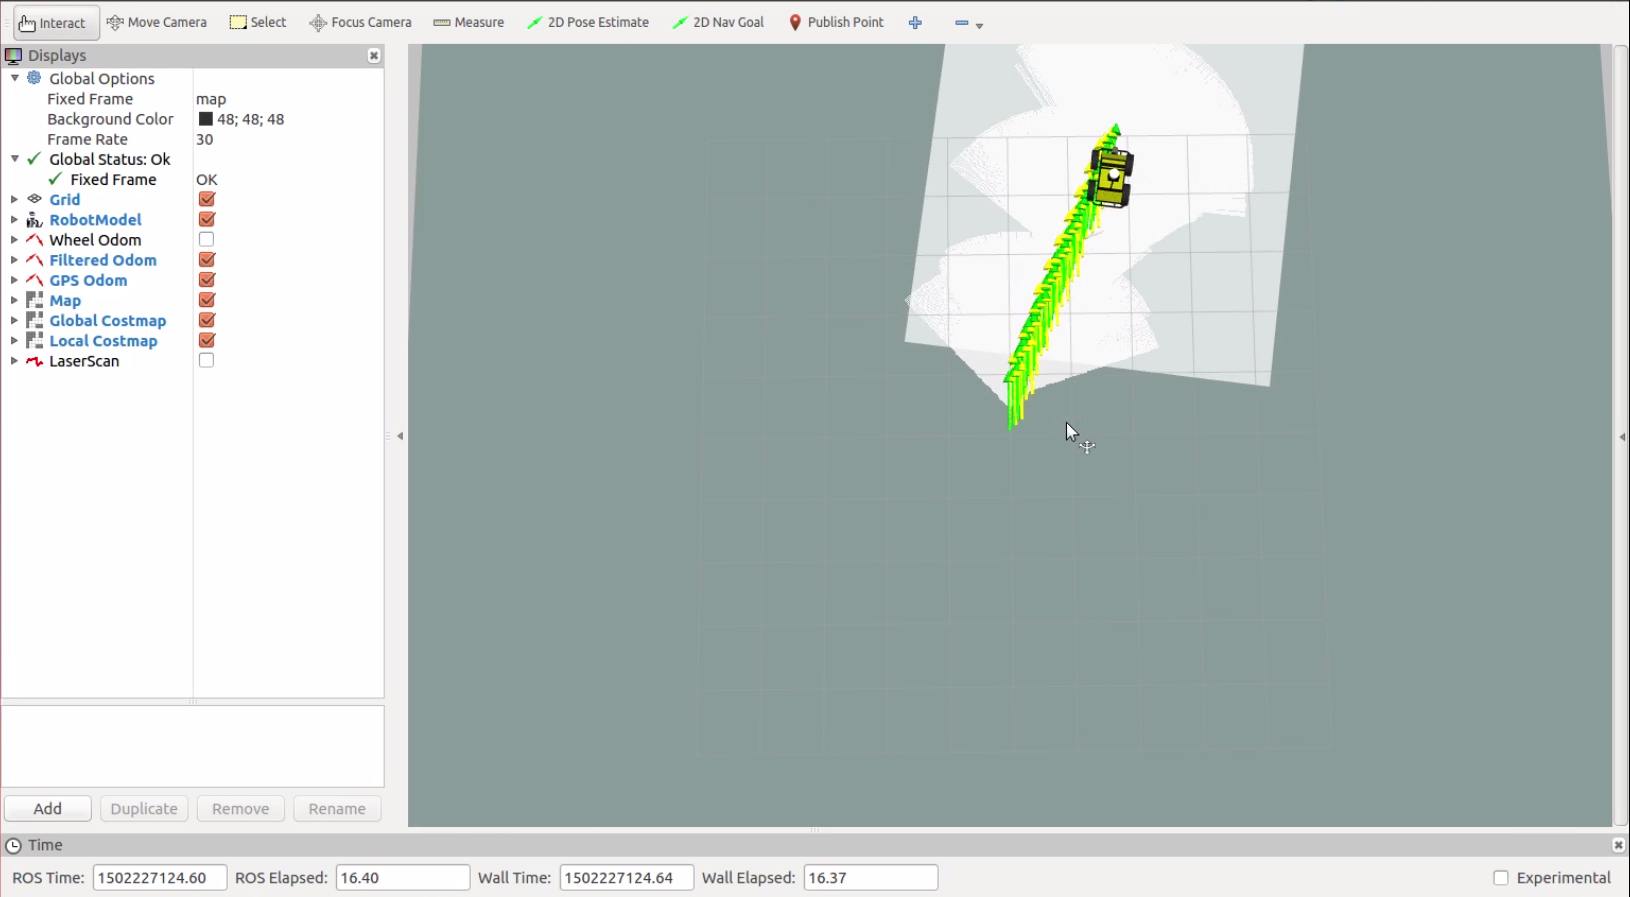 Interact Move Camera Select Focus Camera Measure 2D Pose Estimate 2D Nav Goal Publish Point
Displays
Global Options
Fixed Frame map
Background Color 48; 48; 48
Frame Rate 30
Global Status: Ok
Fixed Frame OK
Grid
RobotModel
Wheel Odom
Filtered Odom
GPS Odom
Map
Global Costmap
Local Costmap
LaserScan
Add Duplicate Remove Rename
Time
ROS Time: 1502227124.60 ROS Elapsed: 16.40 Wall Time: 1502227124.64 Wall Elapsed: 16.37 Experimental